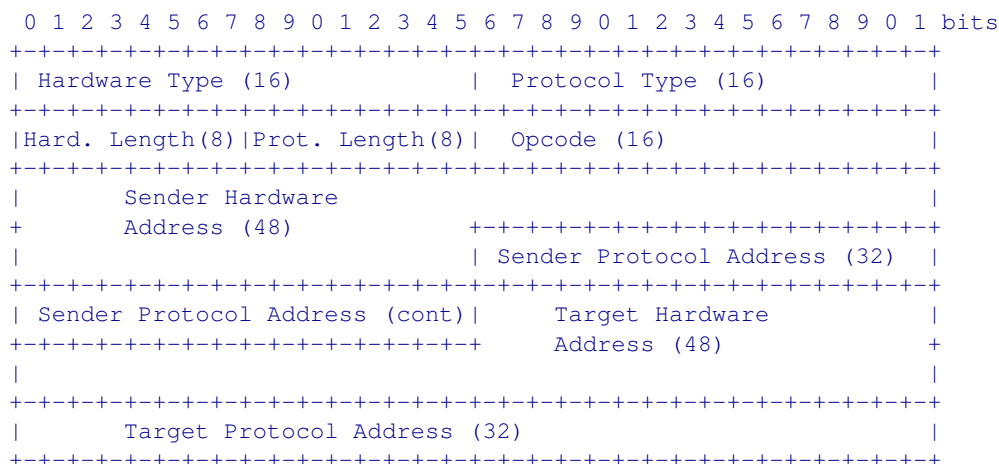 0 1 2 3 4 5 6 7 8 9 0 1 2 3 4 5 6 7 8 9 0 1 2 3 4 5 6 7 8 9 0 1 bits
+-+-+-+-+-+-+-+-+-+-+-+-+-+-+-+-+-+-+-+-+-+-+-+-+-+-+-+-+-+-+-+-+
| Hardware Type (16)            |  Protocol Type (16)           |
+-+-+-+-+-+-+-+-+-+-+-+-+-+-+-+-+-+-+-+-+-+-+-+-+-+-+-+-+-+-+-+-+
|Hard. Length(8)|Prot. Length(8)|  Opcode (16)                  |
+-+-+-+-+-+-+-+-+-+-+-+-+-+-+-+-+-+-+-+-+-+-+-+-+-+-+-+-+-+-+-+-+
|       Sender Hardware                                         |
+       Address (48)            +-+-+-+-+-+-+-+-+-+-+-+-+-+-+-+-+
|                               | Sender Protocol Address (32)  |
+-+-+-+-+-+-+-+-+-+-+-+-+-+-+-+-+-+-+-+-+-+-+-+-+-+-+-+-+-+-+-+-+
| Sender Protocol Address (cont)|     Target Hardware           |
+-+-+-+-+-+-+-+-+-+-+-+-+-+-+-+-+     Address (48)              +
|                                                               |
+-+-+-+-+-+-+-+-+-+-+-+-+-+-+-+-+-+-+-+-+-+-+-+-+-+-+-+-+-+-+-+-+
|       Target Protocol Address (32)                            |
+-+-+-+-+-+-+-+-+-+-+-+-+-+-+-+-+-+-+-+-+-+-+-+-+-+-+-+-+-+-+-+-+